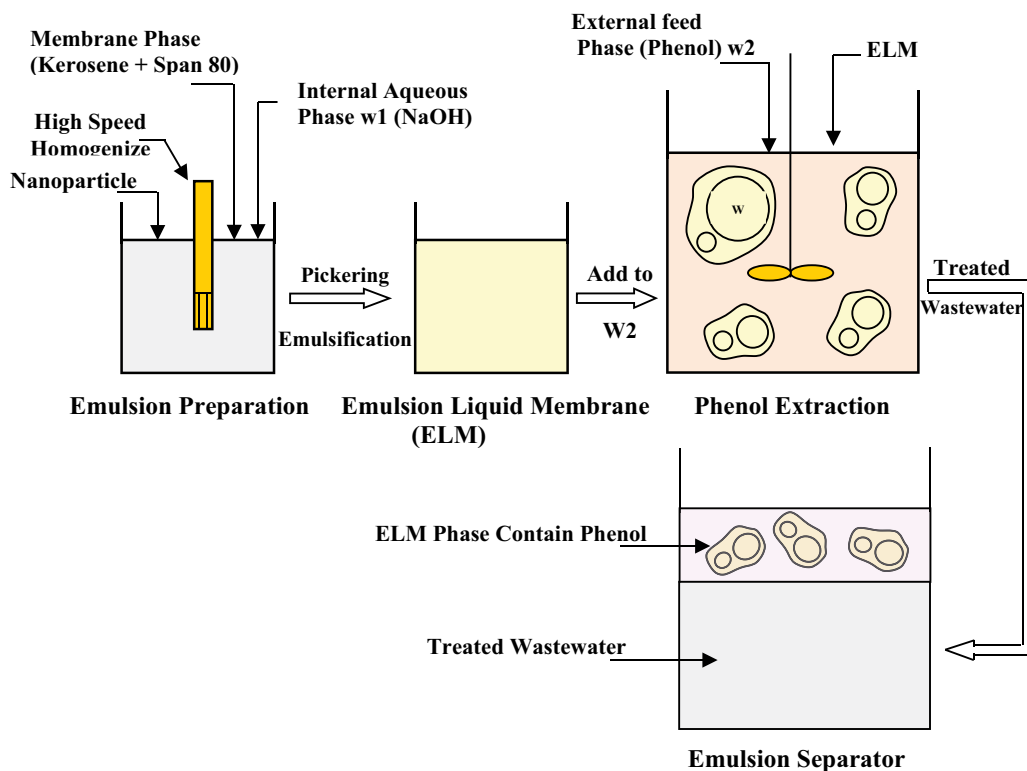 Membrane Phase
(Kerosene + Span 80)
Internal Aqueous
Phase w1 (NaOH)
High Speed
Homogenize
Nanoparticle
External feed
Phase (Phenol) w2
ELM
w
Pickering
Emulsification
Add to
W2
Treated
Wastewater
Emulsion Preparation
Emulsion Liquid Membrane
(ELM)
Phenol Extraction
ELM Phase Contain Phenol
Treated Wastewater
Emulsion Separator